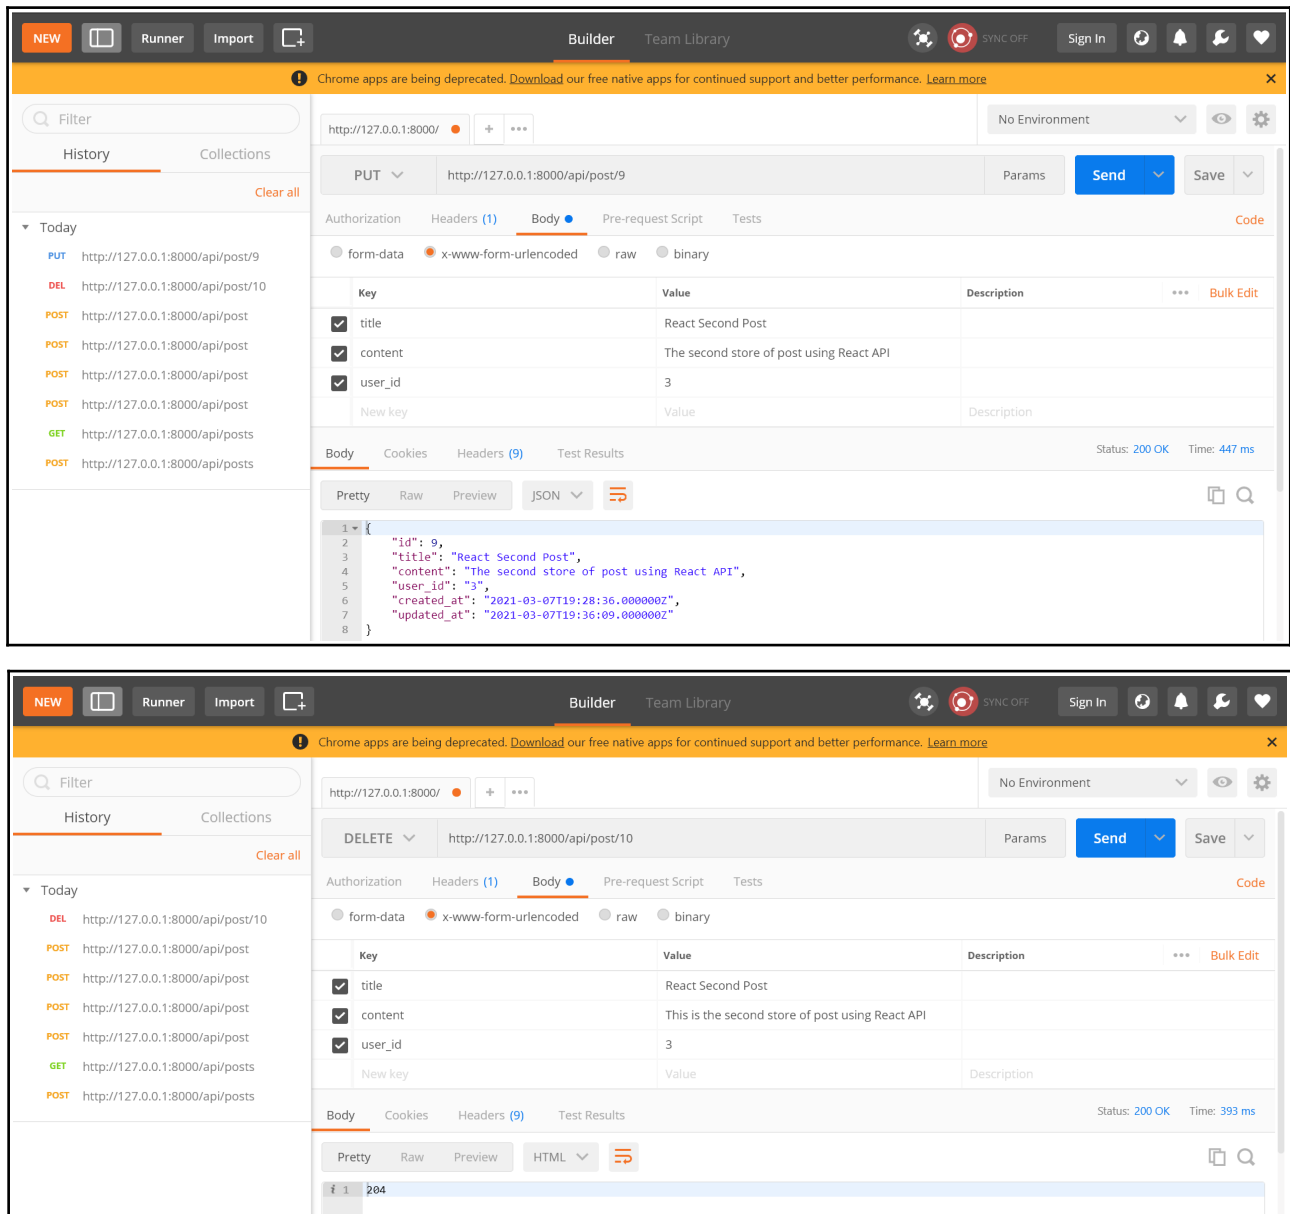 NEW Runner Import Builder Team Library SYNC OFF Sign In
Chrome apps are being deprecated. Download our free native apps for continued support and better performance. Learn more
Filter
http://127.0.0.1:8000/ + ••• No Environment
History Collections
PUT http://127.0.0.1:8000/api/post/9 Params Send Save
Clear all
Authorization Headers (1) Body Pre-request Script Tests Code
Today
form-data x-www-form-urlencoded raw binary
PUT http://127.0.0.1:8000/api/post/9
DEL http://127.0.0.1:8000/api/post/10
POST http://127.0.0.1:8000/api/post
POST http://127.0.0.1:8000/api/post
POST http://127.0.0.1:8000/api/post
POST http://127.0.0.1:8000/api/post
GET http://127.0.0.1:8000/api/posts
POST http://127.0.0.1:8000/api/posts
Key Value Description ••• Bulk Edit
title React Second Post
content The second store of post using React API
user_id 3
New key Value Description
Body Cookies Headers (9) Test Results Status: 200 OK Time: 447 ms
Pretty Raw Preview JSON
1 {
2 "id": 9,
3 "title": "React Second Post",
4 "content": "The second store of post using React API",
5 "user_id": "3",
6 "created_at": "2021-03-07T19:28:36.000000Z",
7 "updated_at": "2021-03-07T19:36:09.000000Z"
8 }
NEW Runner Import Builder Team Library SYNC OFF Sign In
Chrome apps are being deprecated. Download our free native apps for continued support and better performance. Learn more
Filter
http://127.0.0.1:8000/ + ••• No Environment
History Collections
DELETE http://127.0.0.1:8000/api/post/10 Params Send Save
Clear all
Authorization Headers (1) Body Pre-request Script Tests Code
Today
form-data x-www-form-urlencoded raw binary
DEL http://127.0.0.1:8000/api/post/10
POST http://127.0.0.1:8000/api/post
POST http://127.0.0.1:8000/api/post
POST http://127.0.0.1:8000/api/post
POST http://127.0.0.1:8000/api/post
GET http://127.0.0.1:8000/api/posts
POST http://127.0.0.1:8000/api/posts
Key Value Description ••• Bulk Edit
title React Second Post
content This is the second store of post using React API
user_id 3
New key Value Description
Body Cookies Headers (9) Test Results Status: 200 OK Time: 393 ms
Pretty Raw Preview HTML
i 1 204